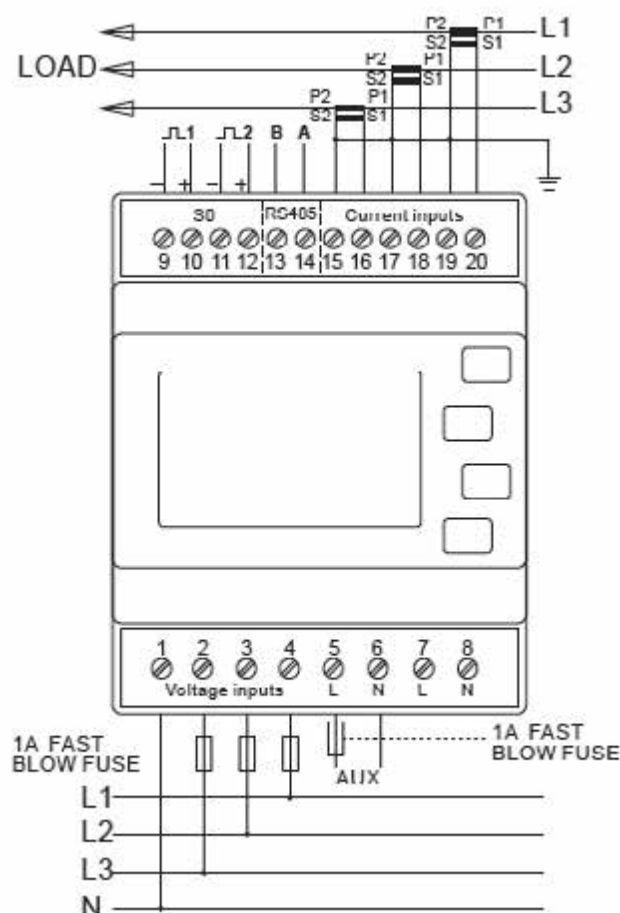 P2 P1 L1
S2 S1
LOAD P2 P1 L2
S2 S1
P2 P1 L3
S2 S1
1 2 B A
− + − +
S0 RS485 Current inputs
9 10 11 12 13 14 15 16 17 18 19 20
1 2 3 4 5 6 7 8
Voltage inputs L N L N
1A FAST
BLOW FUSE
AUX
1A FAST
BLOW FUSE
L1
L2
L3
N